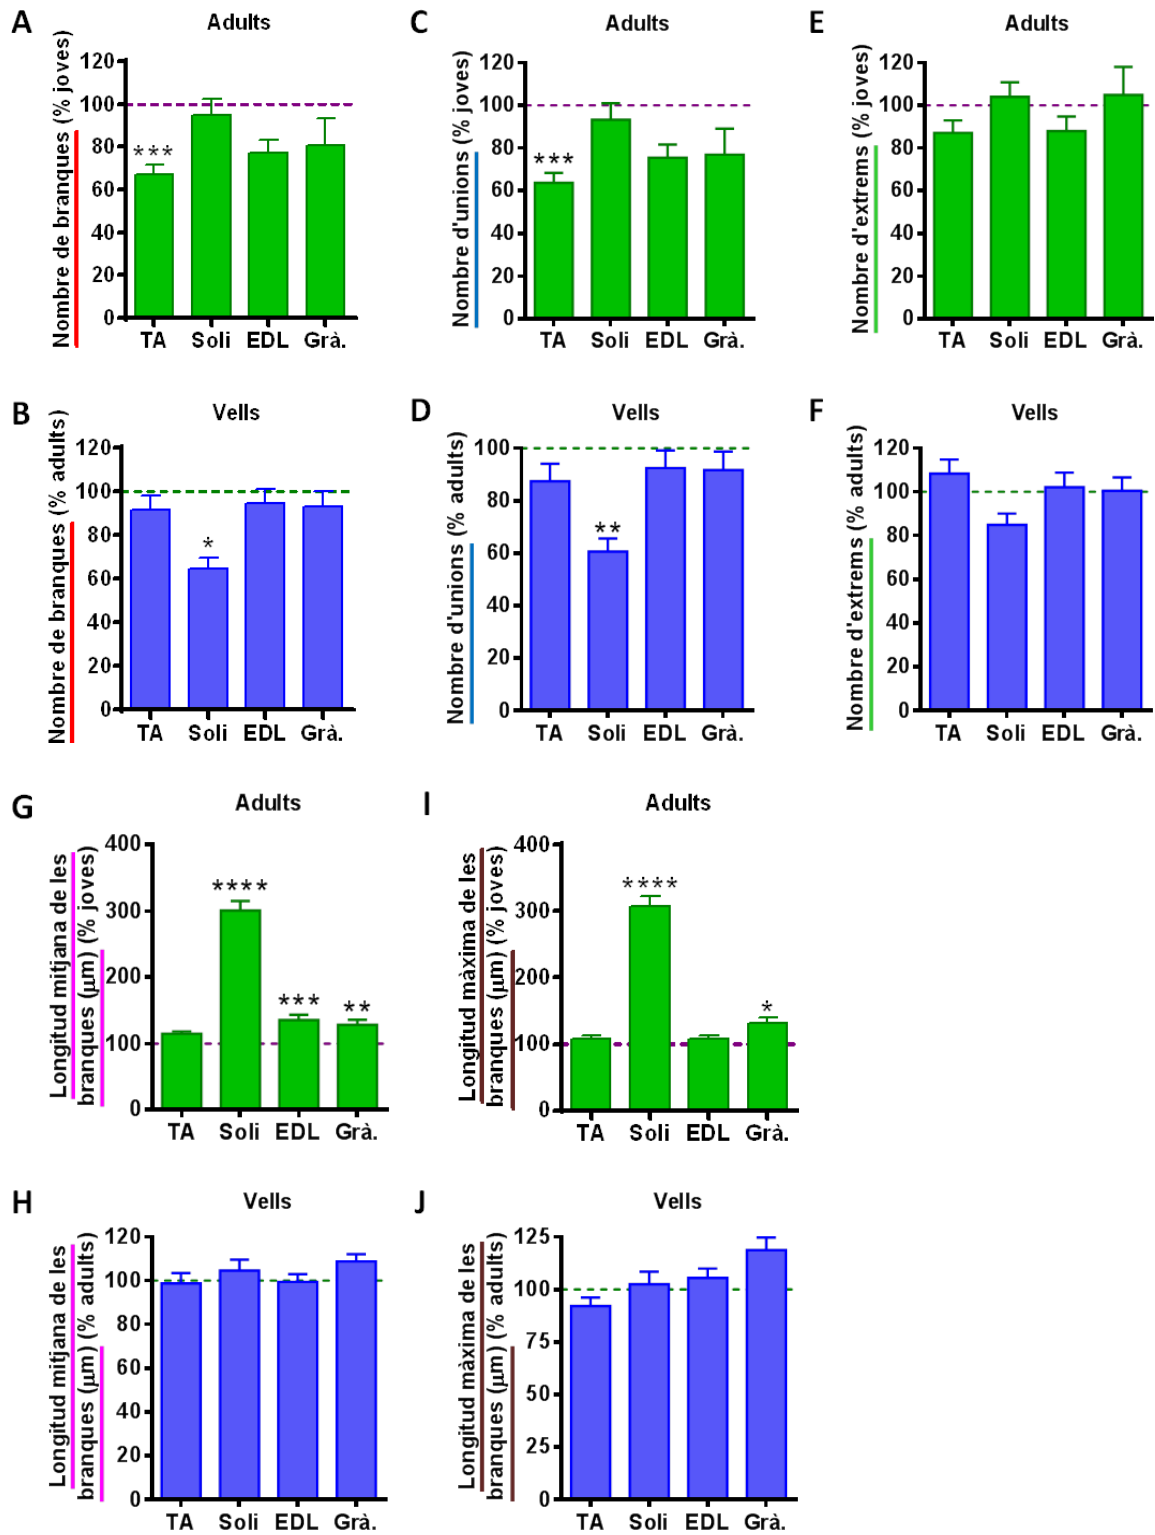 A
Adults
Nombre de branques (% joves)
120
100
80
60
40
20
0
***
TA Soli EDL Grà.
C
Adults
Nombre d'unions (% joves)
120
100
80
60
40
20
0
***
TA Soli EDL Grà.
E
Adults
Nombre d'extrems (% joves)
120
100
80
60
40
20
0
TA Soli EDL Grà.
B
Vells
Nombre de branques (% adults)
120
100
80
60
40
20
0
*
TA Soli EDL Grà.
D
Vells
Nombre d'unions (% adults)
100
80
60
40
20
0
**
TA Soli EDL Grà.
F
Vells
Nombre d'extrems (% adults)
120
100
80
60
40
20
0
TA Soli EDL Grà.
G
Adults
Longitud mitjana de les
branques (μm) (% joves)
400
300
200
100
0
****
***
**
TA Soli EDL Grà.
I
Adults
Longitud màxima de les
branques (μm) (% joves)
400
300
200
100
0
****
*
TA Soli EDL Grà.
H
Vells
Longitud mitjana de les
branques (μm) (% adults)
120
100
80
60
40
20
0
TA Soli EDL Grà.
J
Vells
Longitud màxima de les
branques (μm) (% adults)
125
100
75
50
25
0
TA Soli EDL Grà.